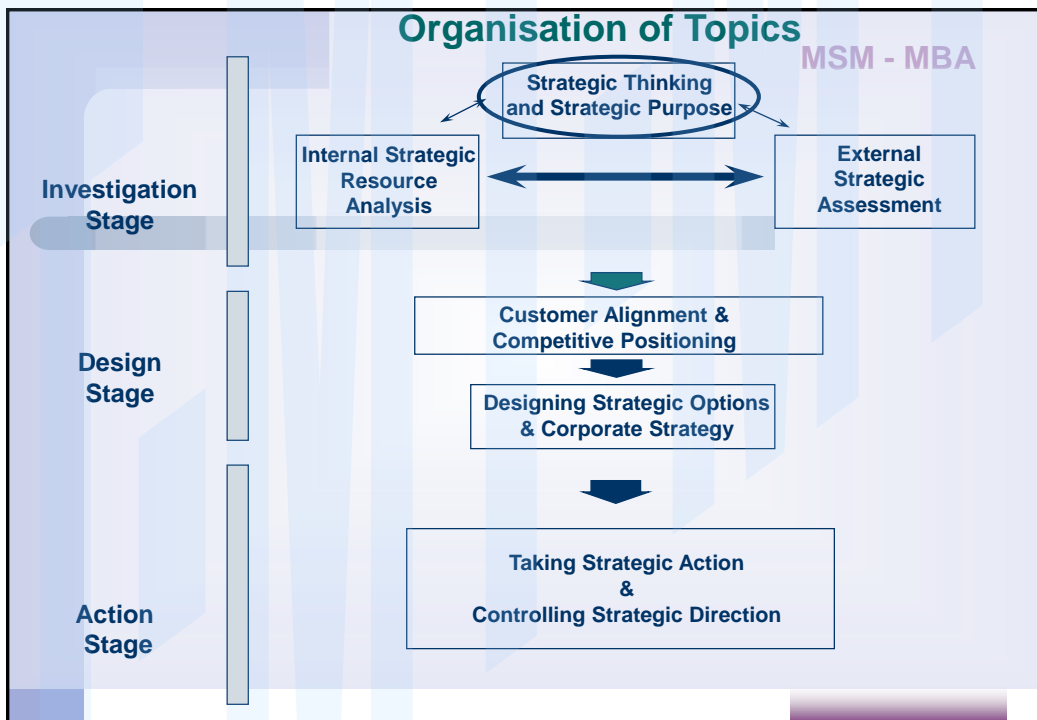 Organisation of Topics
MSM - MBA
Strategic Thinking
and Strategic Purpose
Internal Strategic
Resource
Analysis
External
Strategic
Assessment
Investigation
Stage
Customer Alignment &
Competitive Positioning
Design
Stage
Designing Strategic Options
& Corporate Strategy
Taking Strategic Action
&
Controlling Strategic Direction
Action
Stage